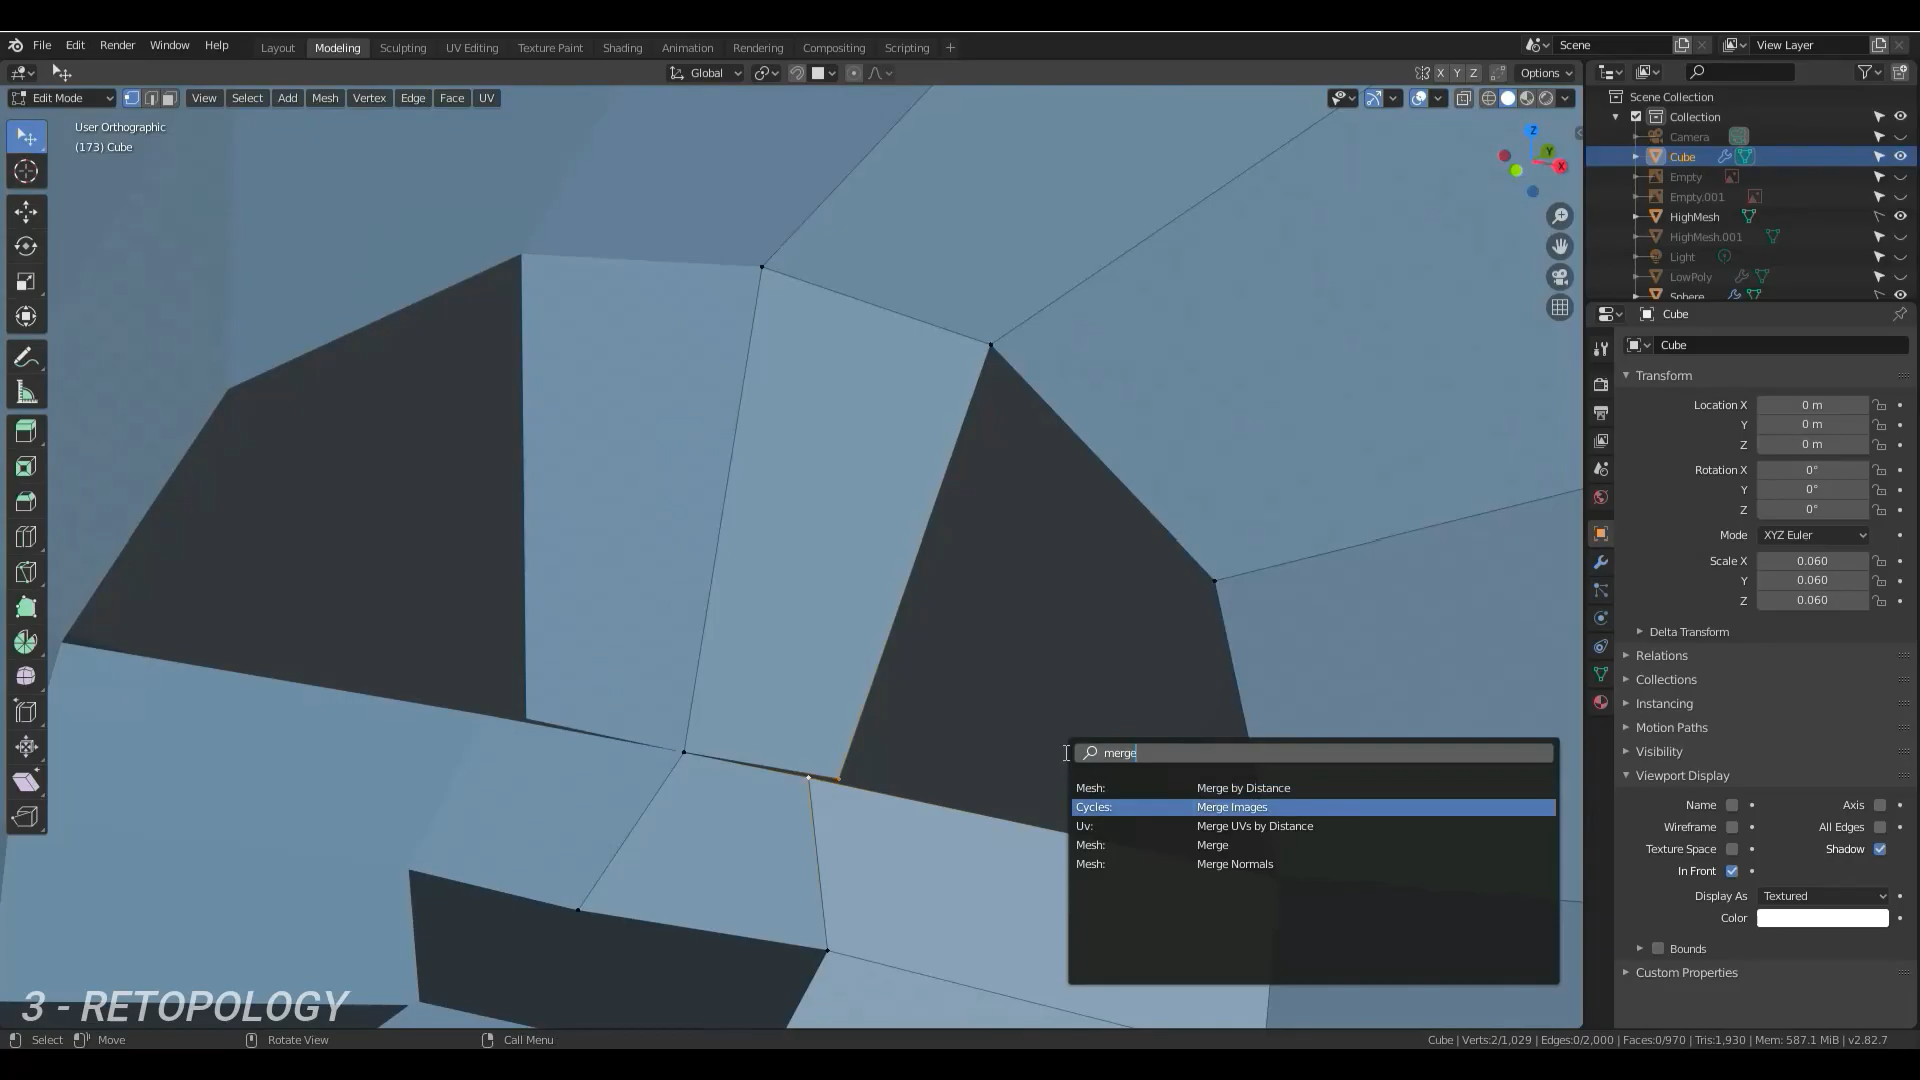 File Edit Render Window Help
Layout Modeling Sculpting UV Editing Texture Paint Shading Animation Rendering Compositing Scripting +
Scene
View Layer
Global
X Y Z
Options
Edit Mode
View Select Add Mesh Vertex Edge Face UV
User Orthographic
(173) Cube
Z
Y
X
Scene Collection
Collection
Camera
Cube
Empty
Empty.001
HighMesh
HighMesh.001
Light
LowPoly
Sphere
Cube
Cube
Transform
Location X 0 m
Y 0 m
Z 0 m
Rotation X 0°
Y 0°
Z 0°
Mode XYZ Euler
Scale X 0.060
Y 0.060
Z 0.060
Delta Transform
Relations
Collections
Instancing
Motion Paths
Visibility
Viewport Display
Name Axis
Wireframe All Edges
Texture Space Shadow
In Front
Display As Textured
Color
Bounds
Custom Properties
merge
Mesh: Merge by Distance
Cycles: Merge Images
Uv: Merge UVs by Distance
Mesh: Merge
Mesh: Merge Normals
3 - RETOPOLOGY
Select Move Rotate View Call Menu
Cube | Verts:2/1,029 | Edges:0/2,000 | Faces:0/970 | Tris:1,930 | Mem: 587.1 MiB | v2.82.7